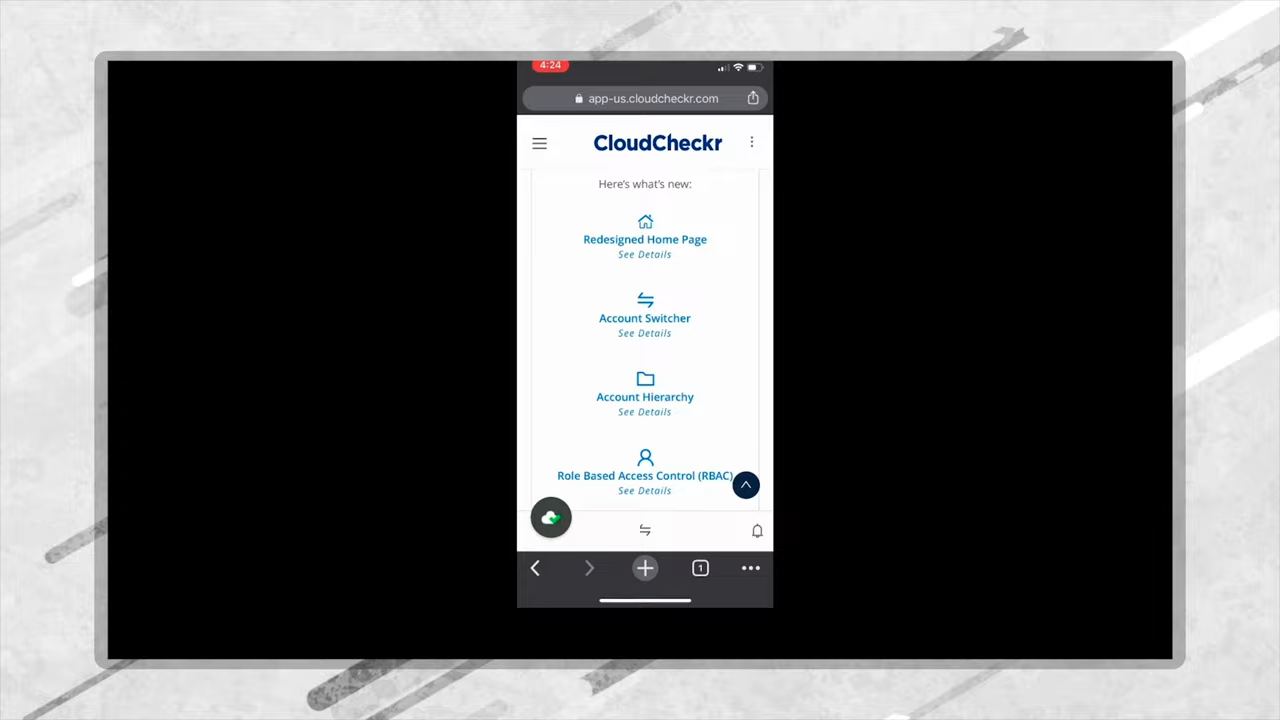 4:24
app-us.cloudcheckr.com
CloudCheckr
Here's what's new:
Redesigned Home Page
See Details
Account Switcher
See Details
Account Hierarchy
See Details
Role Based Access Control (RBAC)
See Details
1